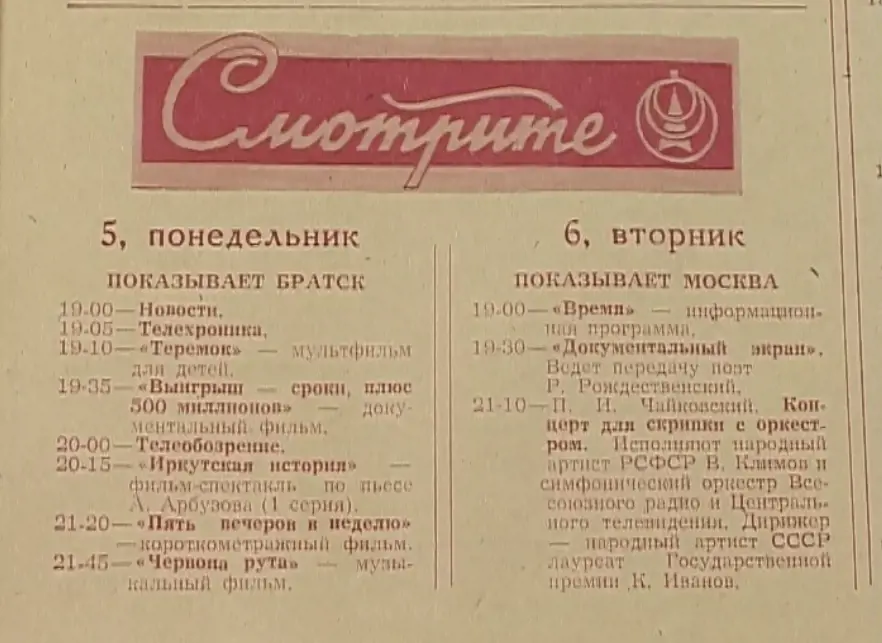 Смотрите
5, понедельник
ПОКАЗЫВАЕТ БРАТСК
19-00—Новости.
19-05—Телехроника.
19-10—«Теремок» — мультфильм
для детей.
19-35—«Выигрыш — сроки, плюс
500 миллионов» — доку-
ментальный фильм.
20-00—Телеобозрение.
20-15—«Иркутская история» —
фильм-спектакль по пьесе
А. Арбузова (1 серия).
21-20—«Пять вечеров в неделю»
—короткометражный фильм.
21-45—«Червона рута» — музы-
кальный фильм.
6, вторник
ПОКАЗЫВАЕТ МОСКВА
19-00—«Время» — информацион-
ная программа.
19-30—«Документальный экран».
Ведет передачу поэт
Р. Рождественский.
21-10—П. И. Чайковский. Кон-
церт для скрипки с оркест-
ром. Исполняют народный
артист РСФСР В. Климов и
симфонический оркестр Все-
союзного радио и Централь-
ного телевидения. Дирижер
— народный артист СССР
лауреат Государственной
премии К. Иванов.